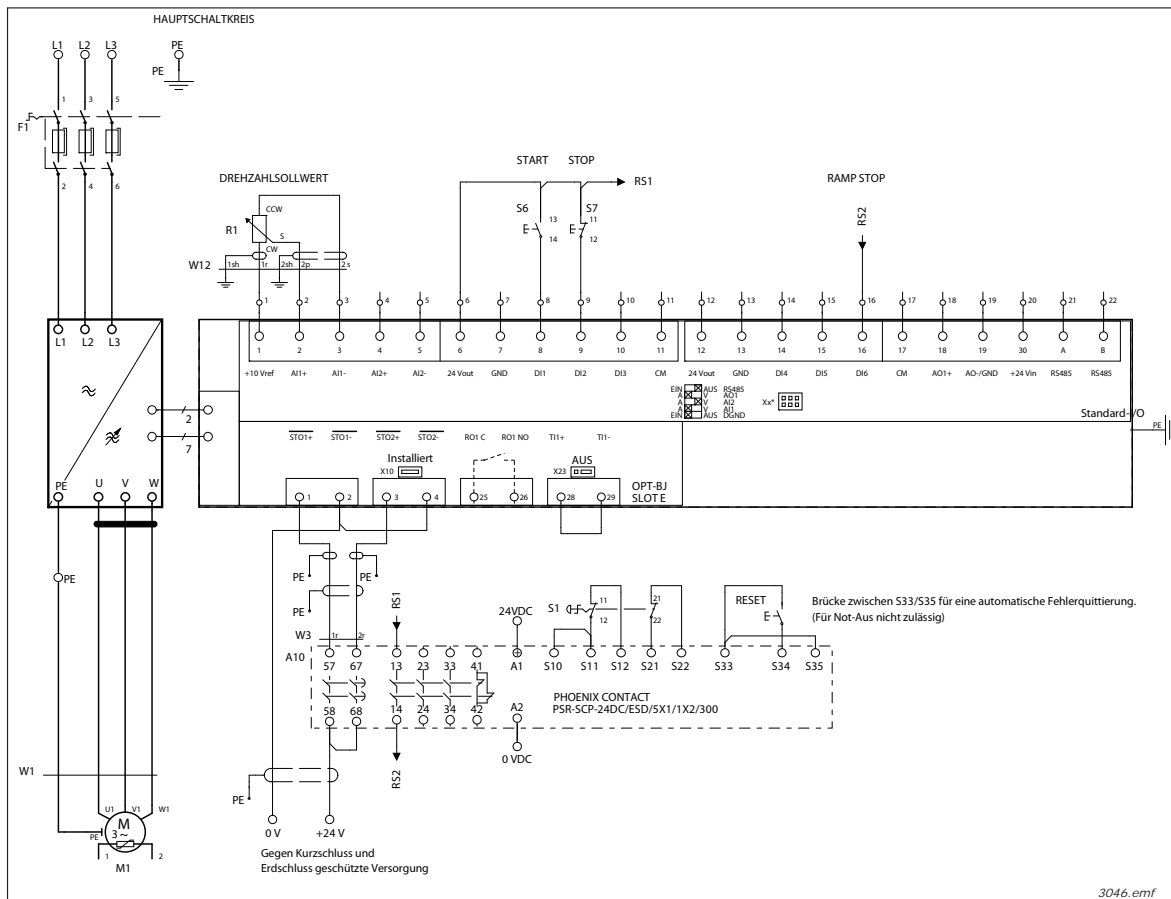 HAUPTSCHALTKREIS
L1 L2 L3 PE
PE
1 3 5
F1
2 4 6
START STOP
DREHZAHLSOLLWERT
RS1
RAMP STOP
CCW
R1
S
CW
S6 13 14
S7 11 12
RS2
W12 1sh 1r 2sh 2p 2 s
1 2 3 4 5 6 7 8 9 10 11 12 13 14 15 16 17 18 19 20 21 22
L1 L2 L3
1 2 3 4 5 6 7 8 9 10 11 12 13 14 15 16 17 18 19 30 A B
+10 Vref AI1+ AI1- AI2+ AI2- 24 Vout GND DI1 DI2 DI3 CM 24 Vout GND DI4 DI5 DI6 CM AO1+ AO-/GND +24 Vin RS485 RS485
EIN AUS RS485
A V AO1
A V AI2
A V AI1
EIN AUS DGND
Xx*
Standard-I/O
PE
2
7
STO1+ STO1- STO2+ STO2- RO1 C RO1 NO TI1+ TI1-
Installiert
X10
AUS
X23
1 2 3 4 25 26 28 29
OPT-BJ
SLOT E
PE U V W
PE
PE PE
PE
RS1
24VDC
S1 11 12 21 22
RESET
Brücke zwischen S33/S35 für eine automatische Fehlerquittierung.
(Für Not-Aus nicht zulässig)
W3 1r 2r
A10
57 67 13 23 33 41 A1 S10 S11 S12 S21 S22 S33 S34 S35
PHOENIX CONTACT
PSR-SCP-24DC/ESD/5X1/1X2/300
58 68 14 24 34 42 A2
RS2
0 VDC
W1
PE
U1 V1 W1
M
3 ~
PE
1 2
M1
0 V +24 V
Gegen Kurzschluss und
Erdschluss geschützte Versorgung
3046.emf